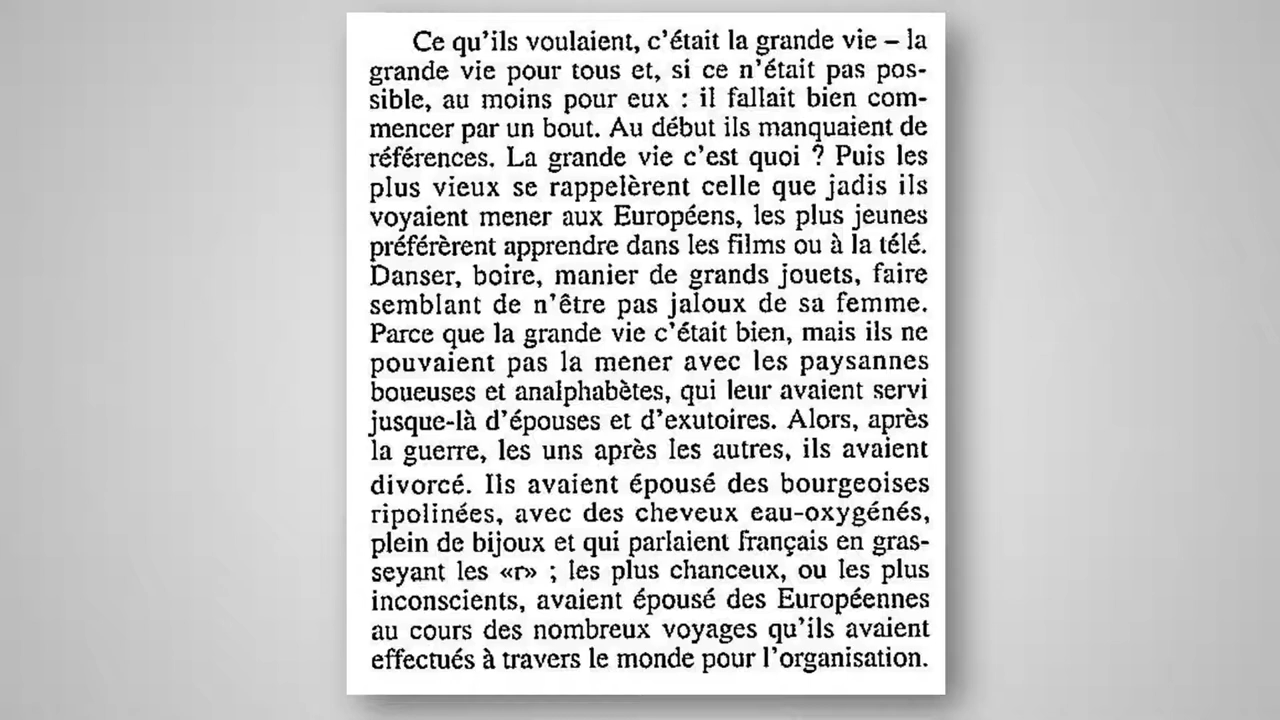 Ce qu'ils voulaient, c'était la grande vie – la
grande vie pour tous et, si ce n'était pas pos-
sible, au moins pour eux : il fallait bien com-
mencer par un bout. Au début ils manquaient de
références. La grande vie c'est quoi ? Puis les
plus vieux se rappelèrent celle que jadis ils
voyaient mener aux Européens, les plus jeunes
préférèrent apprendre dans les films ou à la télé.
Danser, boire, manier de grands jouets, faire
semblant de n'être pas jaloux de sa femme.
Parce que la grande vie c'était bien, mais ils ne
pouvaient pas la mener avec les paysannes
boueuses et analphabètes, qui leur avaient servi
jusque-là d'épouses et d'exutoires. Alors, après
la guerre, les uns après les autres, ils avaient
divorcé. Ils avaient épousé des bourgeoises
ripolinées, avec des cheveux eau-oxygénés,
plein de bijoux et qui parlaient français en gras-
seyant les «r» ; les plus chanceux, ou les plus
inconscients, avaient épousé des Européennes
au cours des nombreux voyages qu'ils avaient
effectués à travers le monde pour l'organisation.